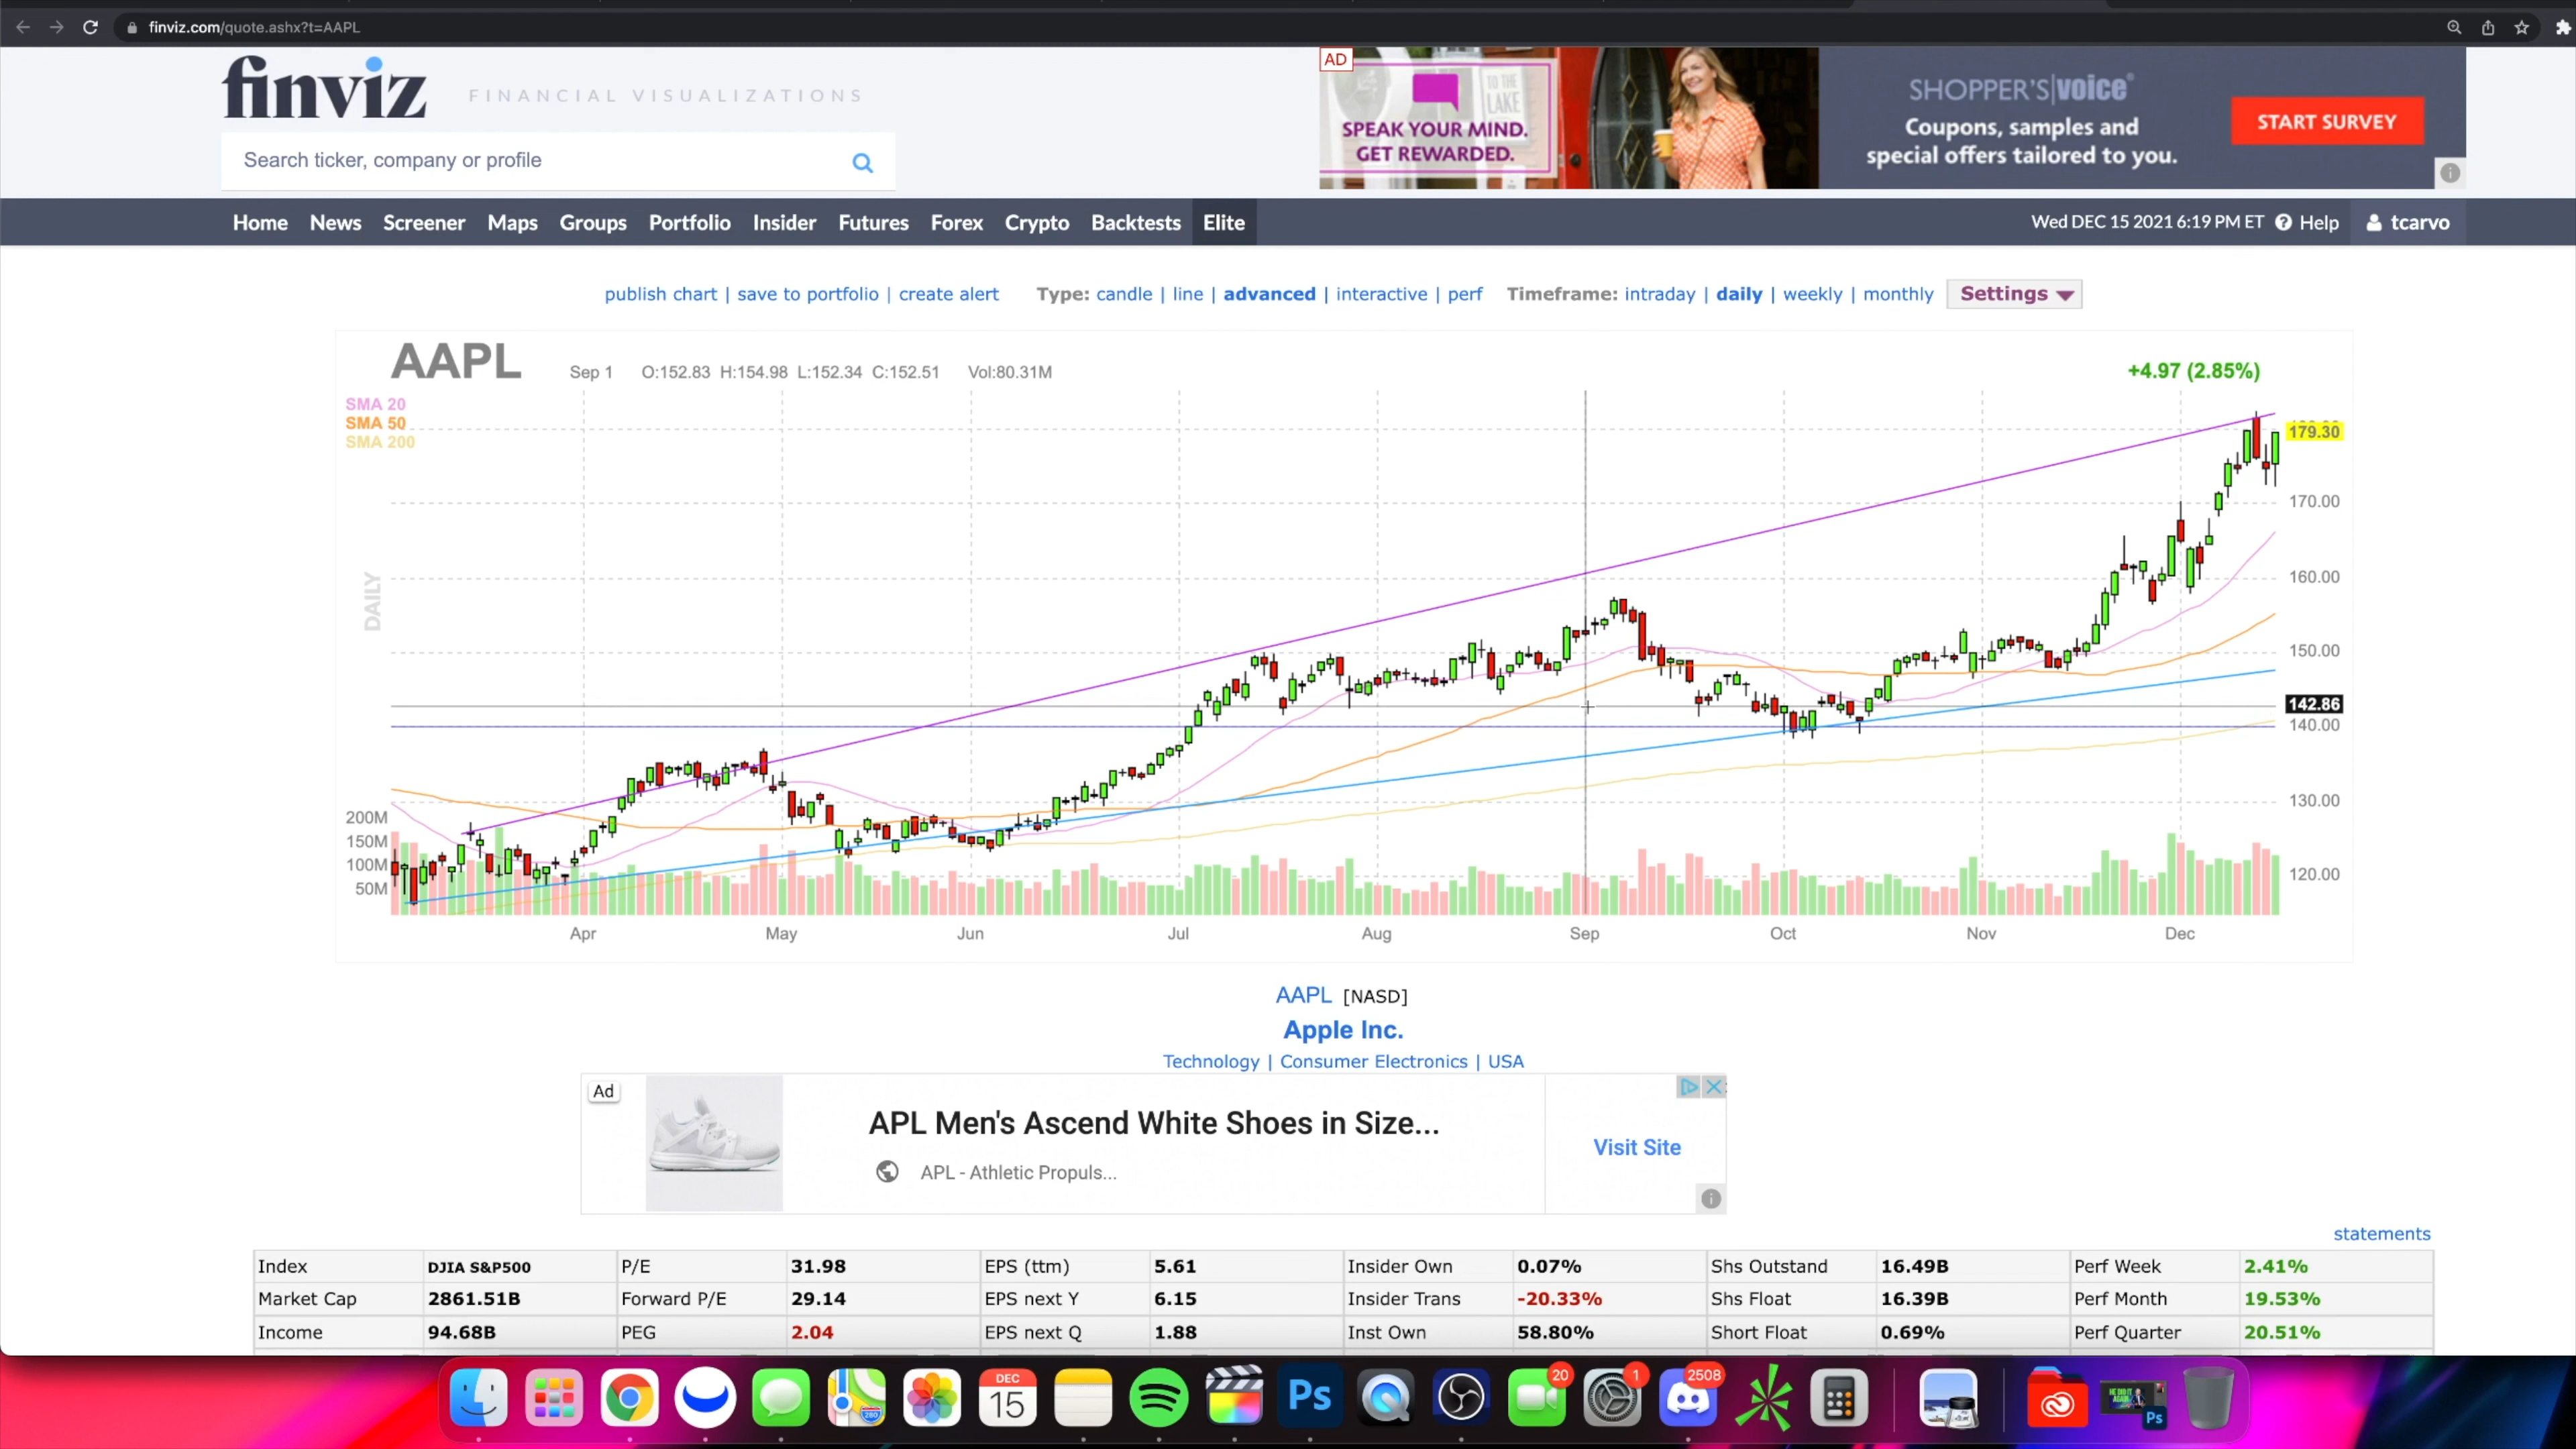 finviz.com/quote.ashx?t=AAPL
finviz FINANCIAL VISUALIZATIONS
Search ticker, company or profile
AD
TO THE
LAKE
SPEAK YOUR MIND.
GET REWARDED.
SHOPPER'S|voice®
Coupons, samples and
special offers tailored to you.
START SURVEY
Home News Screener Maps Groups Portfolio Insider Futures Forex Crypto Backtests Elite Wed DEC 15 2021 6:19 PM ET Help tcarvo
publish chart | save to portfolio | create alert Type: candle | line | advanced | interactive | perf Timeframe: intraday | daily | weekly | monthly Settings
AAPL Sep 1 O:152.83 H:154.98 L:152.34 C:152.51 Vol:80.31M +4.97 (2.85%)
SMA 20
SMA 50
SMA 200
DAILY
179.30
170.00
160.00
150.00
142.86
140.00
130.00
120.00
200M
150M
100M
50M
Apr May Jun Jul Aug Sep Oct Nov Dec
AAPL [NASD]
Apple Inc.
Technology | Consumer Electronics | USA
Ad
APL Men's Ascend White Shoes in Size...
APL - Athletic Propuls...
Visit Site
statements
Index DJIA S&P500 P/E 31.98 EPS (ttm) 5.61 Insider Own 0.07% Shs Outstand 16.49B Perf Week 2.41%
Market Cap 2861.51B Forward P/E 29.14 EPS next Y 6.15 Insider Trans -20.33% Shs Float 16.39B Perf Month 19.53%
Income 94.68B PEG 2.04 EPS next Q 1.88 Inst Own 58.80% Short Float 0.69% Perf Quarter 20.51%
280
DEC
15
Ps
20
1
2508
Ps